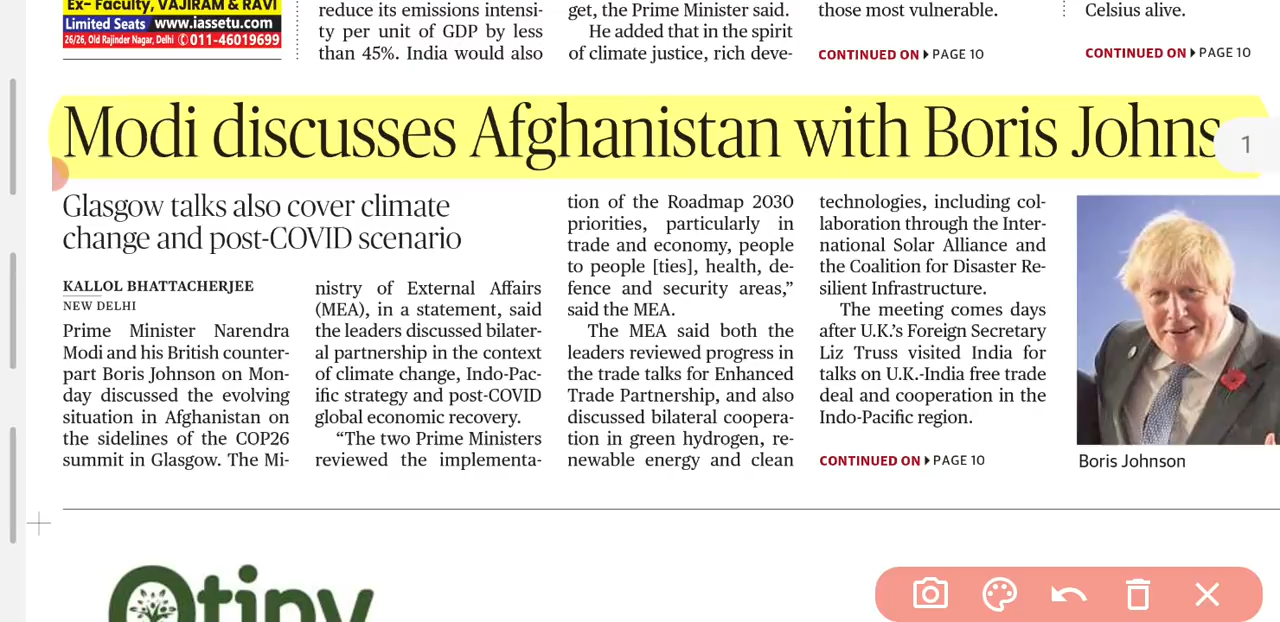 Ex- Faculty, VAJIRAM & RAVI
Limited Seats www.iassetu.com
26/26, Old Rajinder Nagar, Delhi 011-46019699
reduce its emissions intensi-
ty per unit of GDP by less
than 45%. India would also
get, the Prime Minister said.
He added that in the spirit
of climate justice, rich deve-
those most vulnerable.
CONTINUED ON PAGE 10
Celsius alive.
CONTINUED ON PAGE 10
Modi discusses Afghanistan with Boris Johns
1
Glasgow talks also cover climate
change and post-COVID scenario
KALLOL BHATTACHERJEE
NEW DELHI
Prime Minister Narendra
Modi and his British counter-
part Boris Johnson on Mon-
day discussed the evolving
situation in Afghanistan on
the sidelines of the COP26
summit in Glasgow. The Mi-
nistry of External Affairs
(MEA), in a statement, said
the leaders discussed bilater-
al partnership in the context
of climate change, Indo-Pac-
ific strategy and post-COVID
global economic recovery.
“The two Prime Ministers
reviewed the implementa-
tion of the Roadmap 2030
priorities, particularly in
trade and economy, people
to people [ties], health, de-
fence and security areas,”
said the MEA.
The MEA said both the
leaders reviewed progress in
the trade talks for Enhanced
Trade Partnership, and also
discussed bilateral coopera-
tion in green hydrogen, re-
newable energy and clean
technologies, including col-
laboration through the Inter-
national Solar Alliance and
the Coalition for Disaster Re-
silient Infrastructure.
The meeting comes days
after U.K.’s Foreign Secretary
Liz Truss visited India for
talks on U.K.-India free trade
deal and cooperation in the
Indo-Pacific region.
CONTINUED ON PAGE 10
Boris Johnson
Otiny